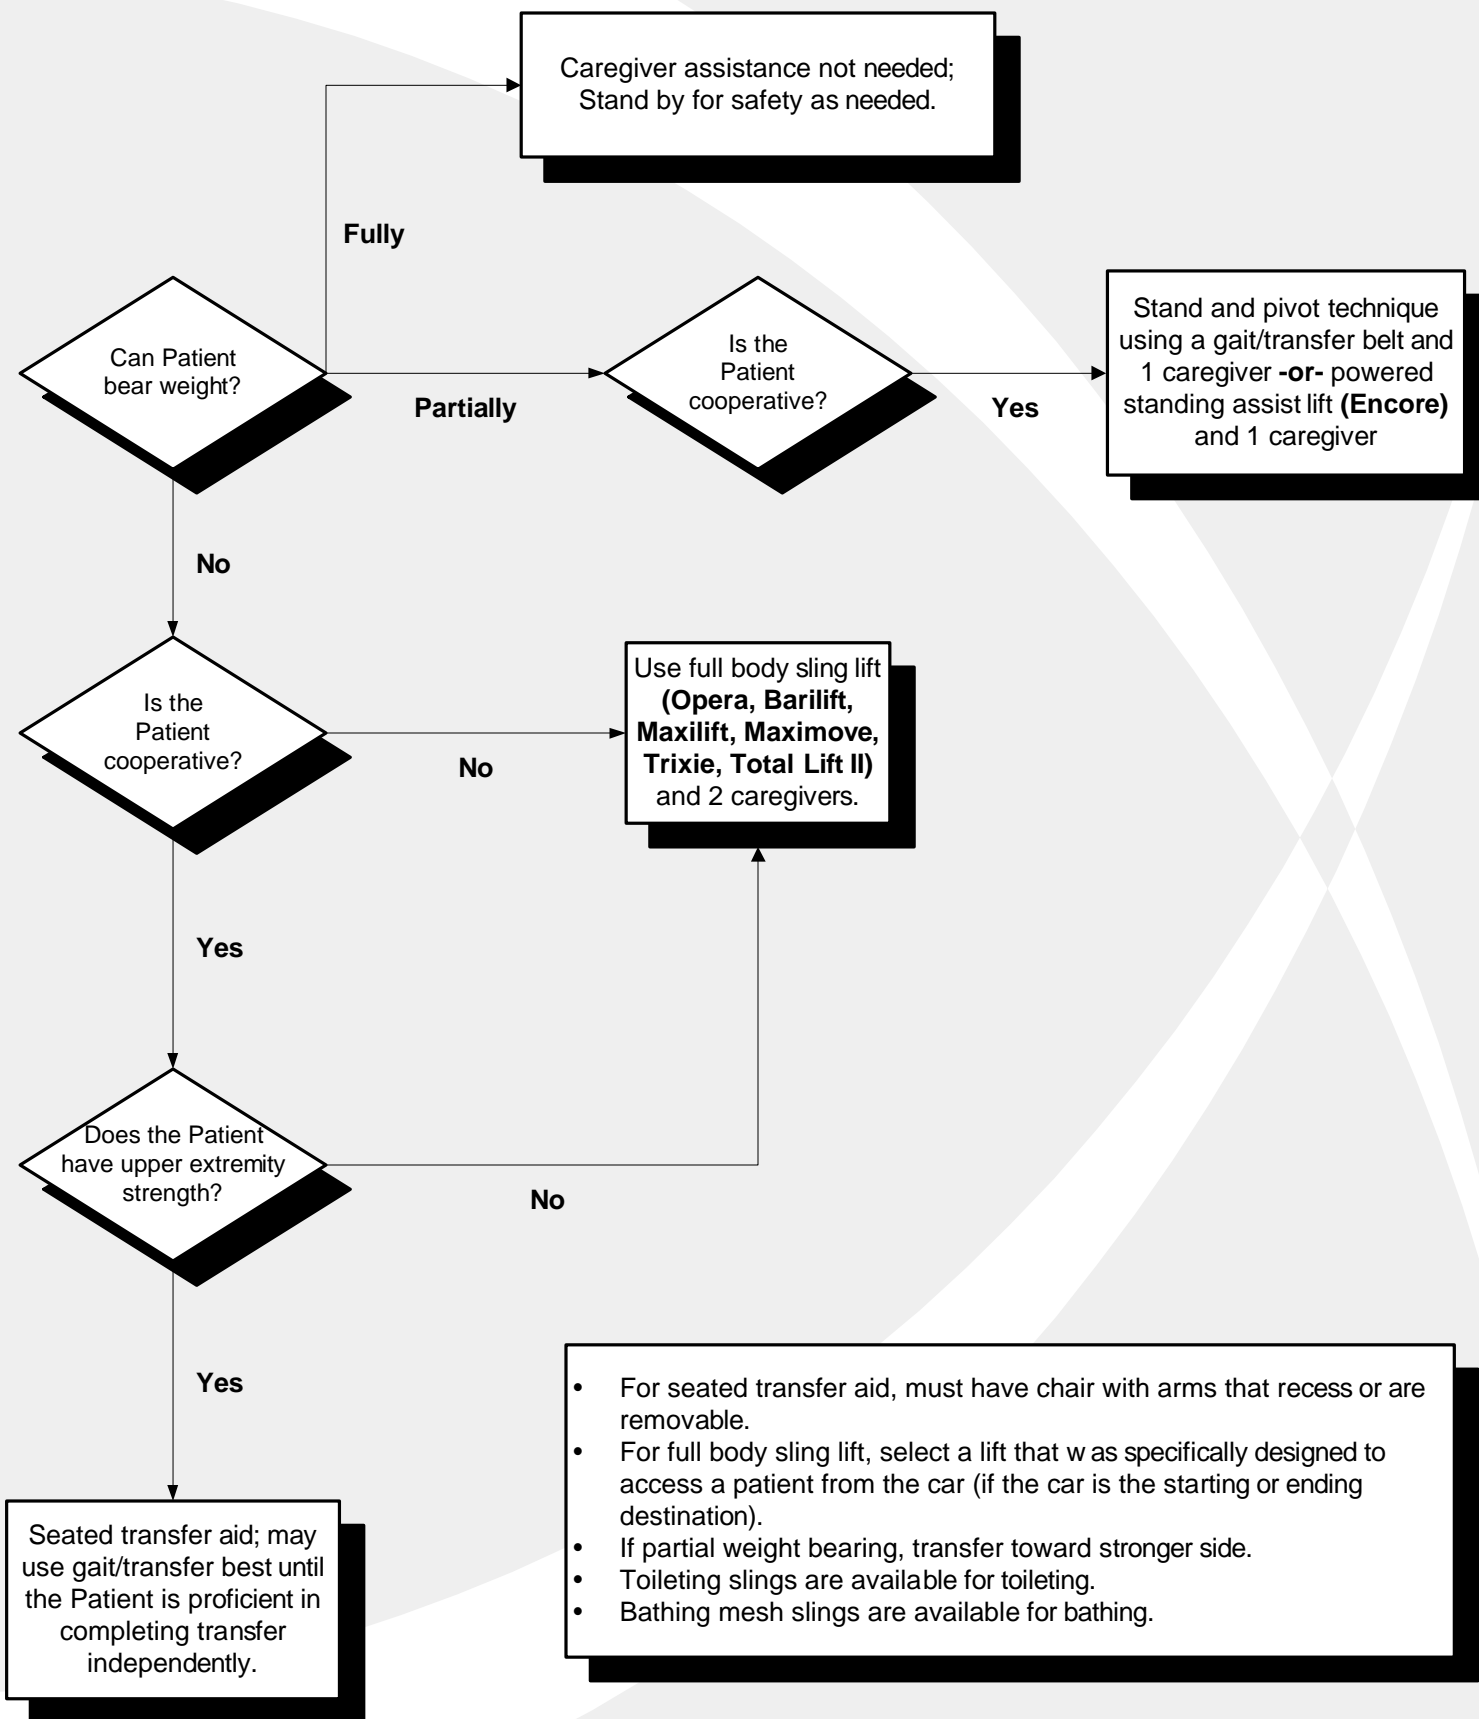 Caregiver assistance not needed;
Stand by for safety as needed.
Fully
Can Patient
bear weight?
Partially
Is the
Patient
cooperative?
Yes
Stand and pivot technique
using a gait/transfer belt and
1 caregiver -or- powered
standing assist lift (Encore)
and 1 caregiver
No
Is the
Patient
cooperative?
No
Use full body sling lift
(Opera, Barilift,
Maxilift, Maximove,
Trixie, Total Lift II)
and 2 caregivers.
Yes
Does the Patient
have upper extremity
strength?
No
Yes
Seated transfer aid; may
use gait/transfer best until
the Patient is proficient in
completing transfer
independently.
• For seated transfer aid, must have chair with arms that recess or are
removable.
• For full body sling lift, select a lift that w as specifically designed to
access a patient from the car (if the car is the starting or ending
destination).
• If partial weight bearing, transfer toward stronger side.
• Toileting slings are available for toileting.
• Bathing mesh slings are available for bathing.